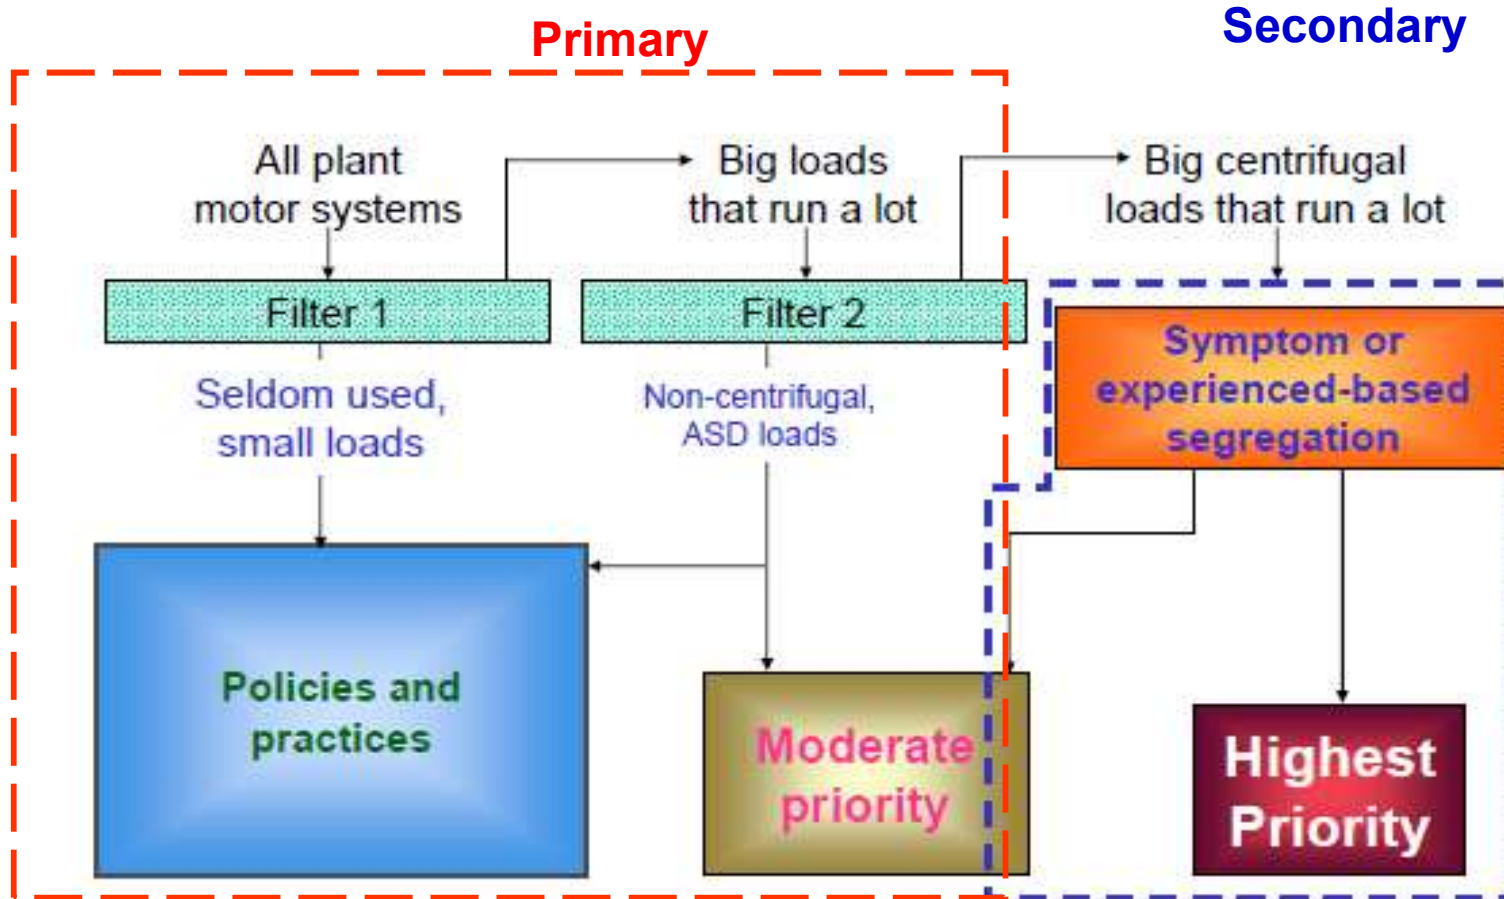 Primary
Secondary
All plant
motor systems
Big loads
that run a lot
Big centrifugal
loads that run a lot
Filter 1
Filter 2
Symptom or
experienced-based
segregation
Seldom used,
small loads
Non-centrifugal,
ASD loads
Policies and
practices
Moderate
priority
Highest
Priority